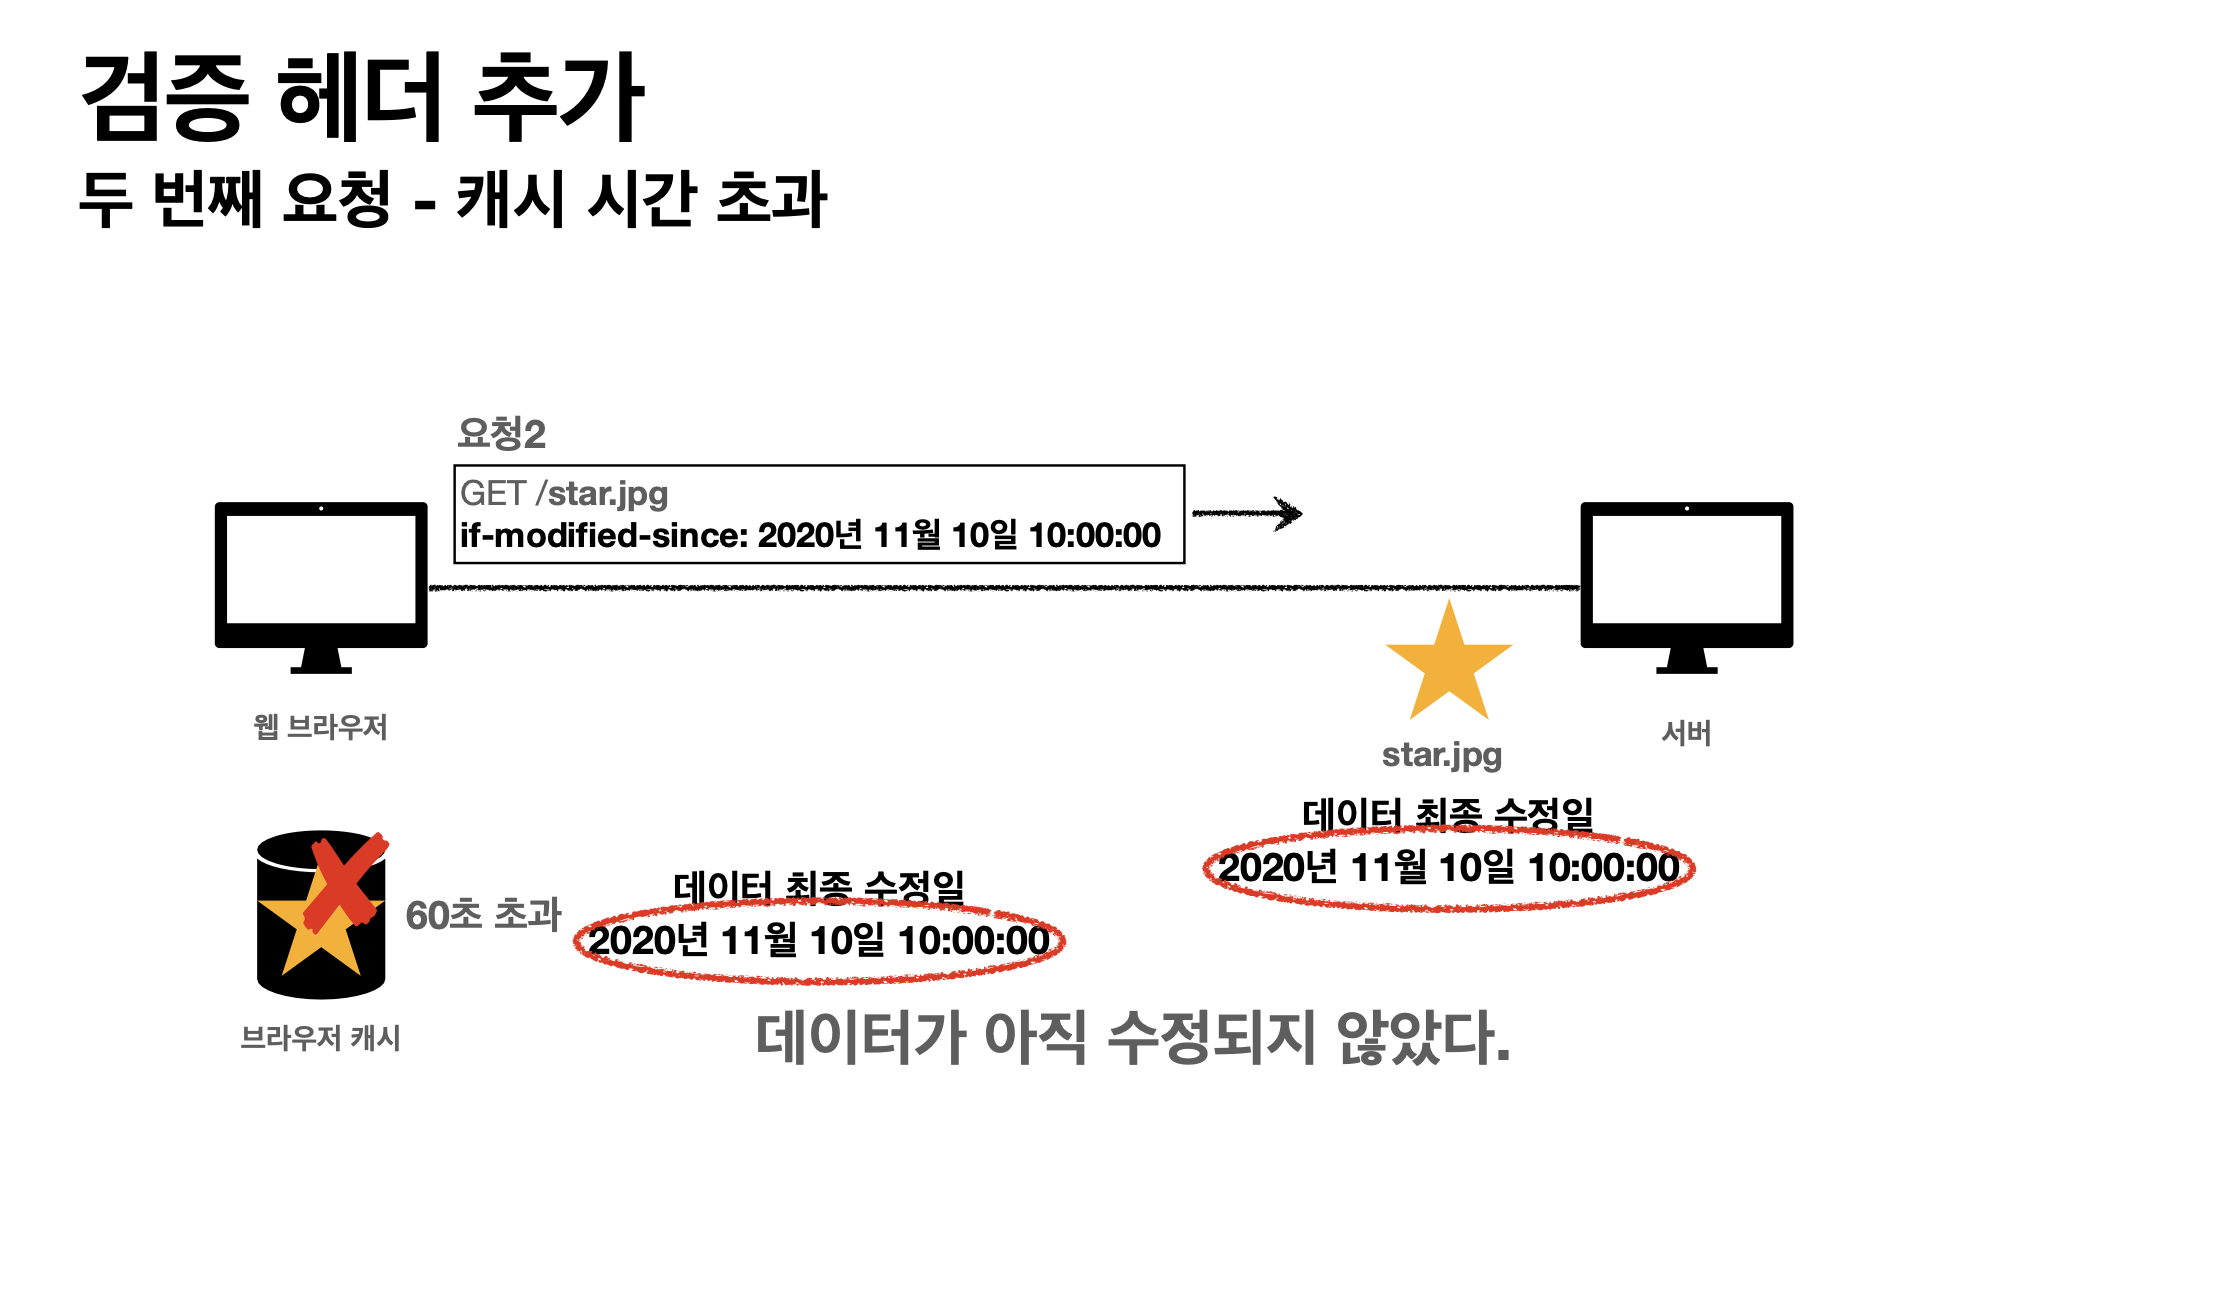 검증 헤더 추가
두 번째 요청 - 캐시 시간 초과
요청2
GET /star.jpg
if-modified-since: 2020년 11월 10일 10:00:00
웹 브라우저
서버
star.jpg
데이터 최종 수정일
2020년 11월 10일 10:00:00
60초 초과
데이터 최종 수정일
2020년 11월 10일 10:00:00
브라우저 캐시
데이터가 아직 수정되지 않았다.